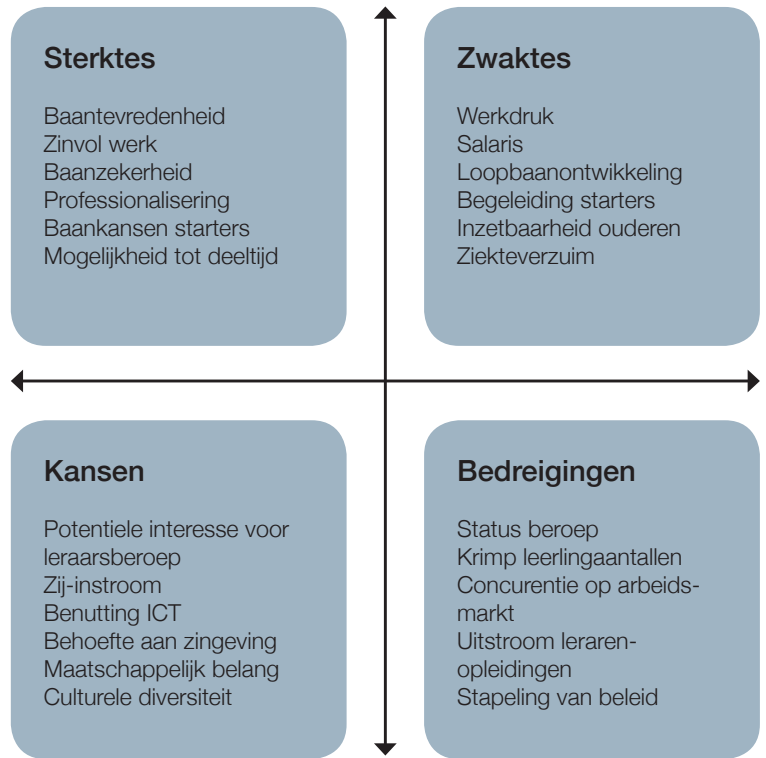 Sterktes
Baantevredenheid
Zinvol werk
Baanzekerheid
Professionalisering
Baankansen starters
Mogelijkheid tot deeltijd
Zwaktes
Werkdruk
Salaris
Loopbaanontwikkeling
Begeleiding starters
Inzetbaarheid ouderen
Ziekteverzuim
Kansen
Potentiele interesse voor
leraarsberoep
Zij-instroom
Benutting ICT
Behoefte aan zingeving
Maatschappelijk belang
Culturele diversiteit
Bedreigingen
Status beroep
Krimp leerlingaantallen
Concurentie op arbeids-
markt
Uitstroom leraren-
opleidingen
Stapeling van beleid